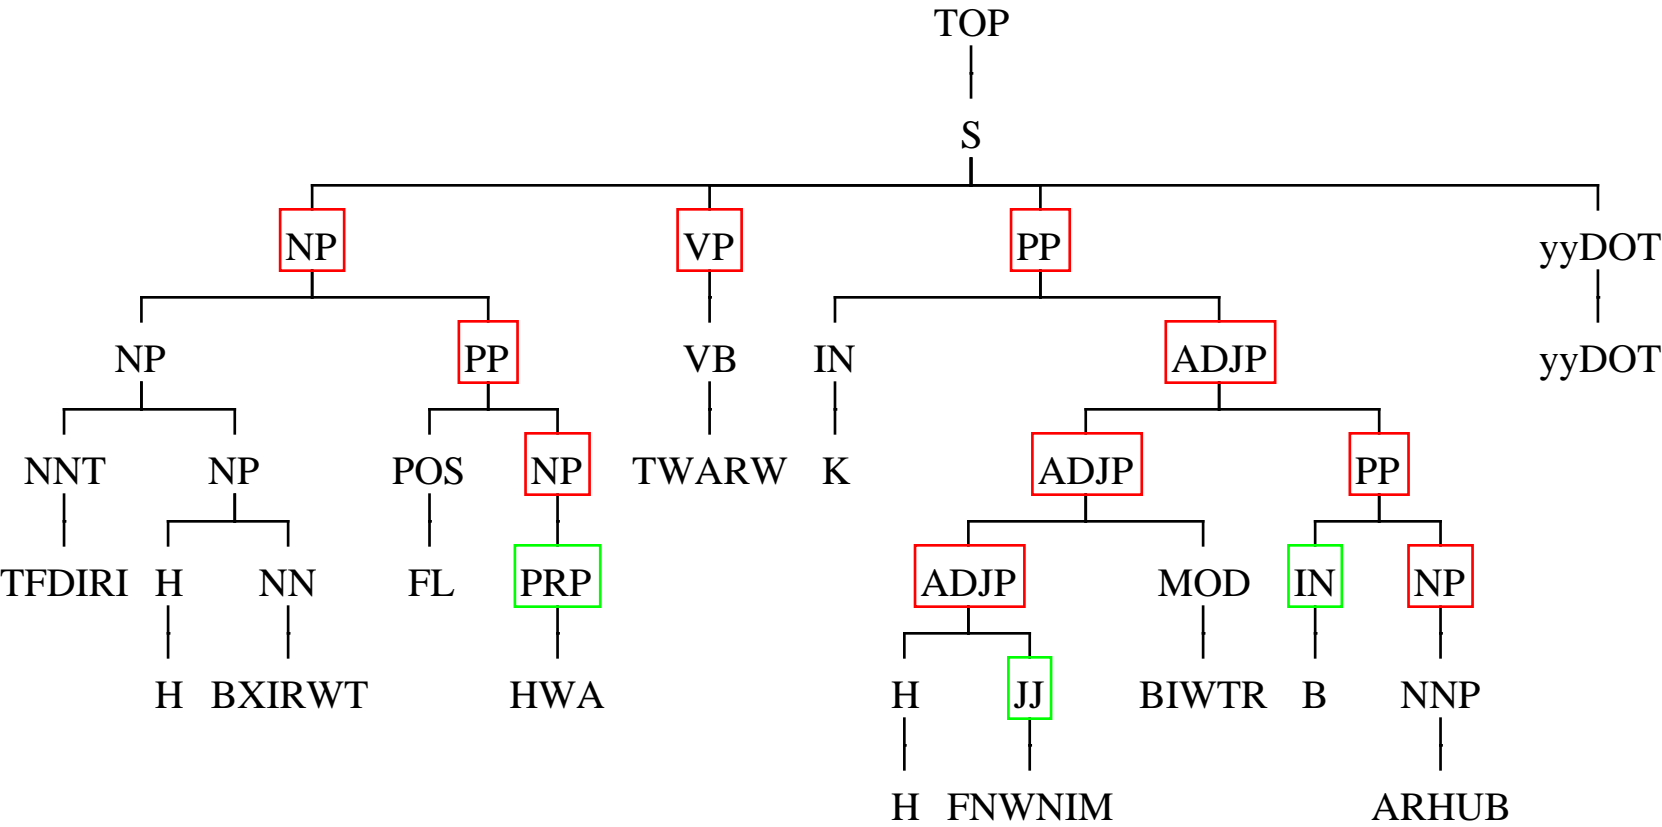 TOP
S
NP VP PP yyDOT
NP PP VB IN ADJP yyDOT
NNT NP POS NP TWARW K ADJP PP
TFDIRI H NN FL PRP ADJP MOD IN NP
H BXIRWT HWA H JJ BIWTR B NNP
H FNWNIM ARHUB